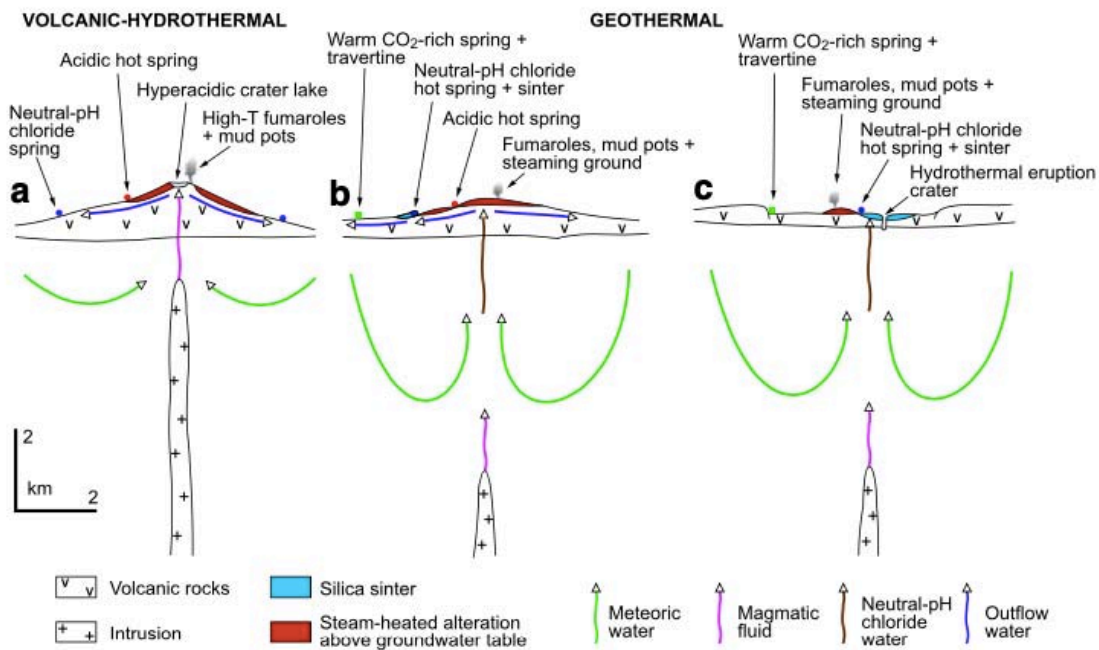 VOLCANIC-HYDROTHERMAL
GEOTHERMAL
Acidic hot spring
Hyperacidic crater lake
Neutral-pH
chloride
spring
High-T fumaroles
+ mud pots
a
Warm CO₂-rich spring +
travertine
Neutral-pH chloride
hot spring + sinter
Acidic hot spring
Fumaroles, mud pots +
steaming ground
b
Warm CO₂-rich spring +
travertine
Fumaroles, mud pots +
steaming ground
Neutral-pH chloride
hot spring + sinter
Hydrothermal eruption
crater
c
2
km
2
Volcanic rocks
Intrusion
Silica sinter
Steam-heated alteration
above groundwater table
Meteoric
water
Magmatic
fluid
Neutral-pH
chloride
water
Outflow
water